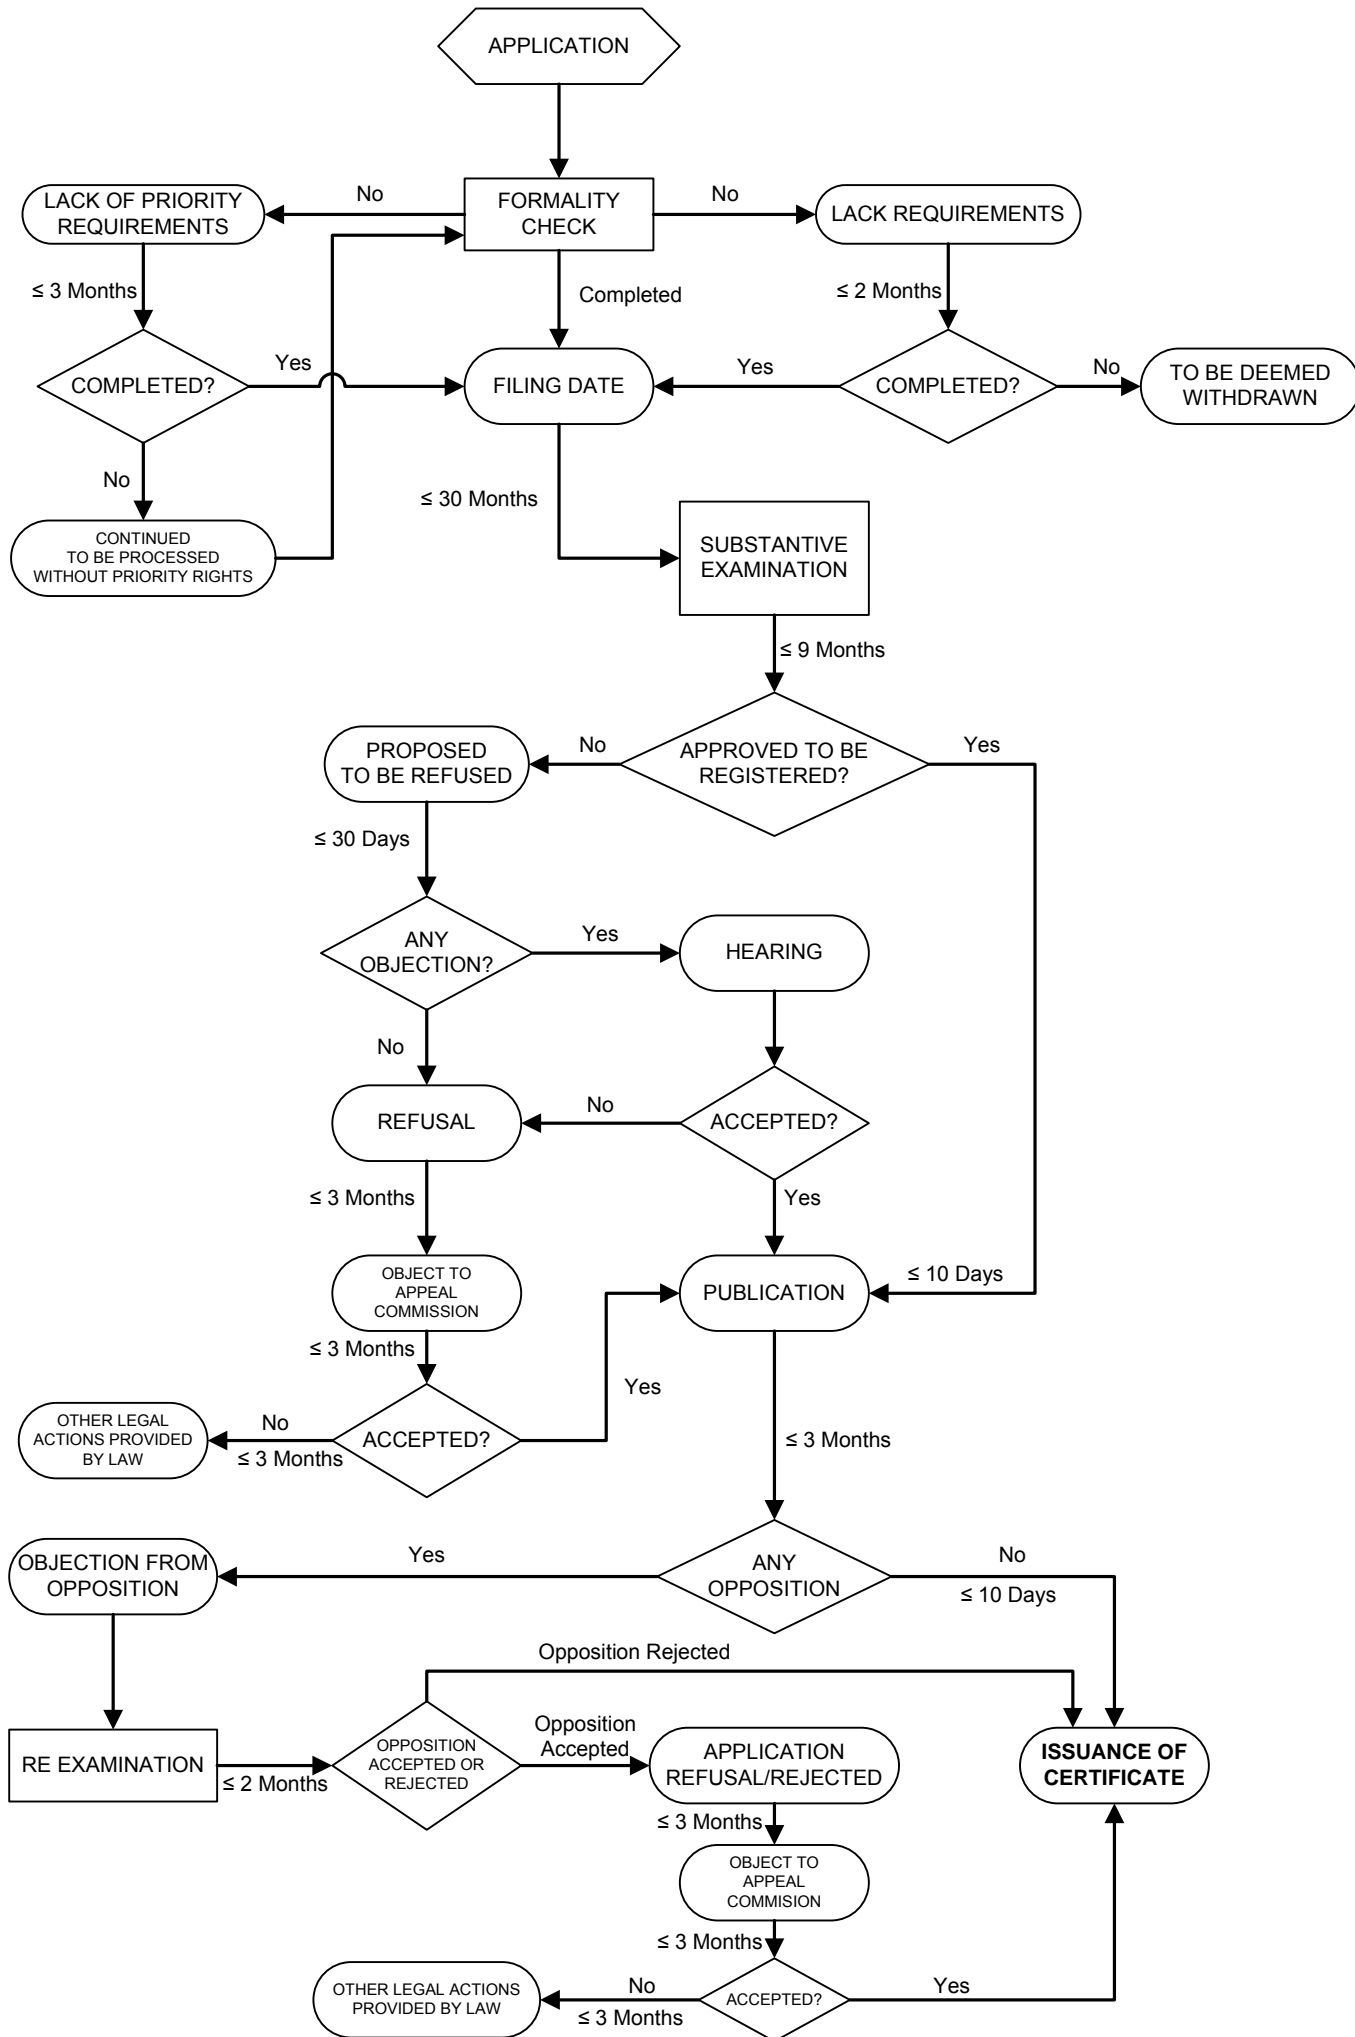 APPLICATION
No
No
LACK OF PRIORITY
REQUIREMENTS
FORMALITY
CHECK
LACK REQUIREMENTS
≤ 3 Months
Completed
≤ 2 Months
COMPLETED?
Yes
FILING DATE
Yes
COMPLETED?
No
TO BE DEEMED
WITHDRAWN
No
≤ 30 Months
CONTINUED
TO BE PROCESSED
WITHOUT PRIORITY RIGHTS
SUBSTANTIVE
EXAMINATION
≤ 9 Months
PROPOSED
TO BE REFUSED
No
APPROVED TO BE
REGISTERED?
Yes
≤ 30 Days
ANY
OBJECTION?
Yes
HEARING
No
REFUSAL
No
ACCEPTED?
≤ 3 Months
Yes
OBJECT TO
APPEAL
COMMISSION
PUBLICATION
≤ 10 Days
≤ 3 Months
Yes
OTHER LEGAL
ACTIONS PROVIDED
BY LAW
No
≤ 3 Months
ACCEPTED?
≤ 3 Months
OBJECTION FROM
OPPOSITION
Yes
ANY
OPPOSITION
No
≤ 10 Days
Opposition Rejected
RE EXAMINATION
≤ 2 Months
OPPOSITION
ACCEPTED OR
REJECTED
Opposition
Accepted
APPLICATION
REFUSAL/REJECTED
ISSUANCE OF
CERTIFICATE
≤ 3 Months
OBJECT TO
APPEAL
COMMISION
≤ 3 Months
OTHER LEGAL ACTIONS
PROVIDED BY LAW
No
≤ 3 Months
ACCEPTED?
Yes